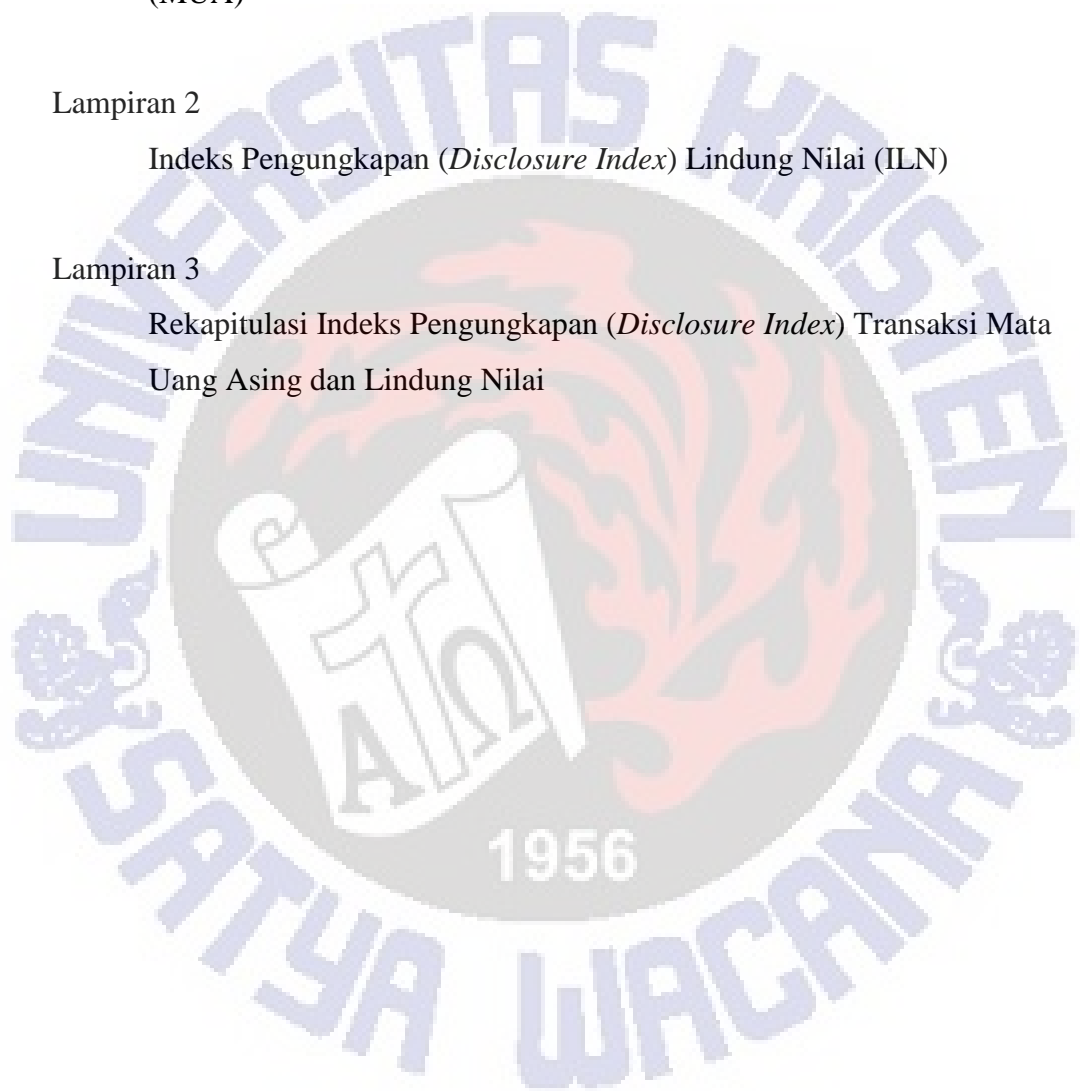 (MUA)
Lampiran 2
Indeks Pengungkapan (Disclosure Index) Lindung Nilai (ILN)
Lampiran 3
Rekapitulasi Indeks Pengungkapan (Disclosure Index) Transaksi Mata
Uang Asing dan Lindung Nilai
UNIVERSITAS KRISTEN
SATYA WACANA
Α Ω
1956